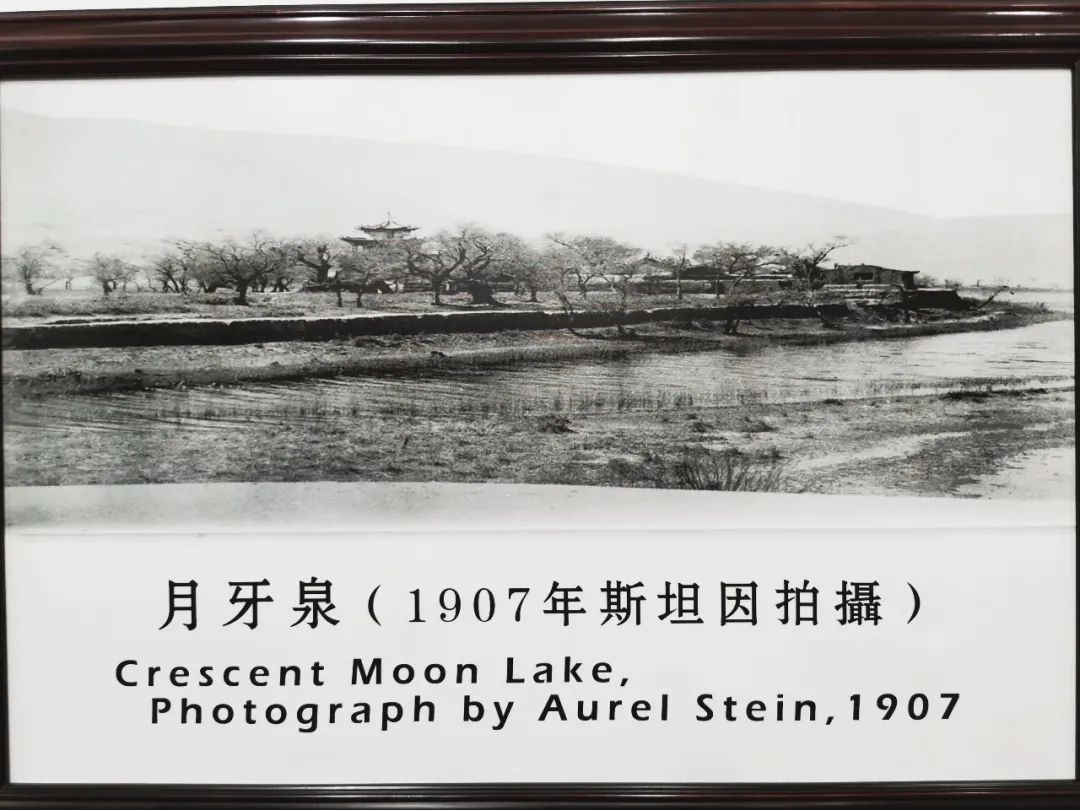 月牙泉（1907年斯坦因拍攝）
Crescent Moon Lake,
Photograph by Aurel Stein,1907